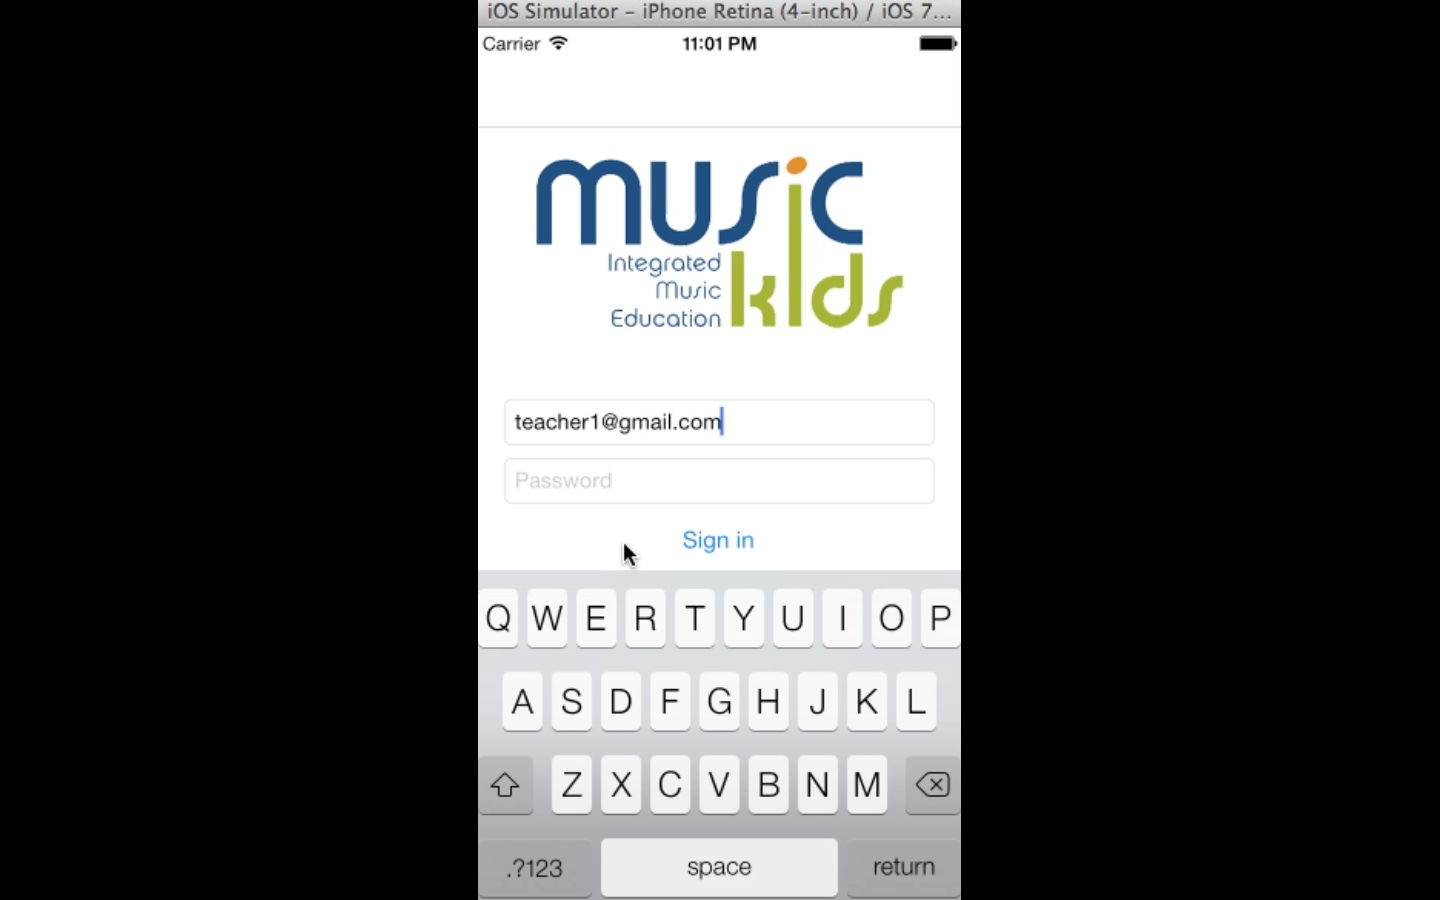 iOS Simulator – iPhone Retina (4-inch) / iOS 7...
Carrier 11:01 PM
music
kids
Integrated
Music
Education
teacher1@gmail.com
Password
Sign in
Q W E R T Y U I O P
A S D F G H J K L
Z X C V B N M
.?123 space return